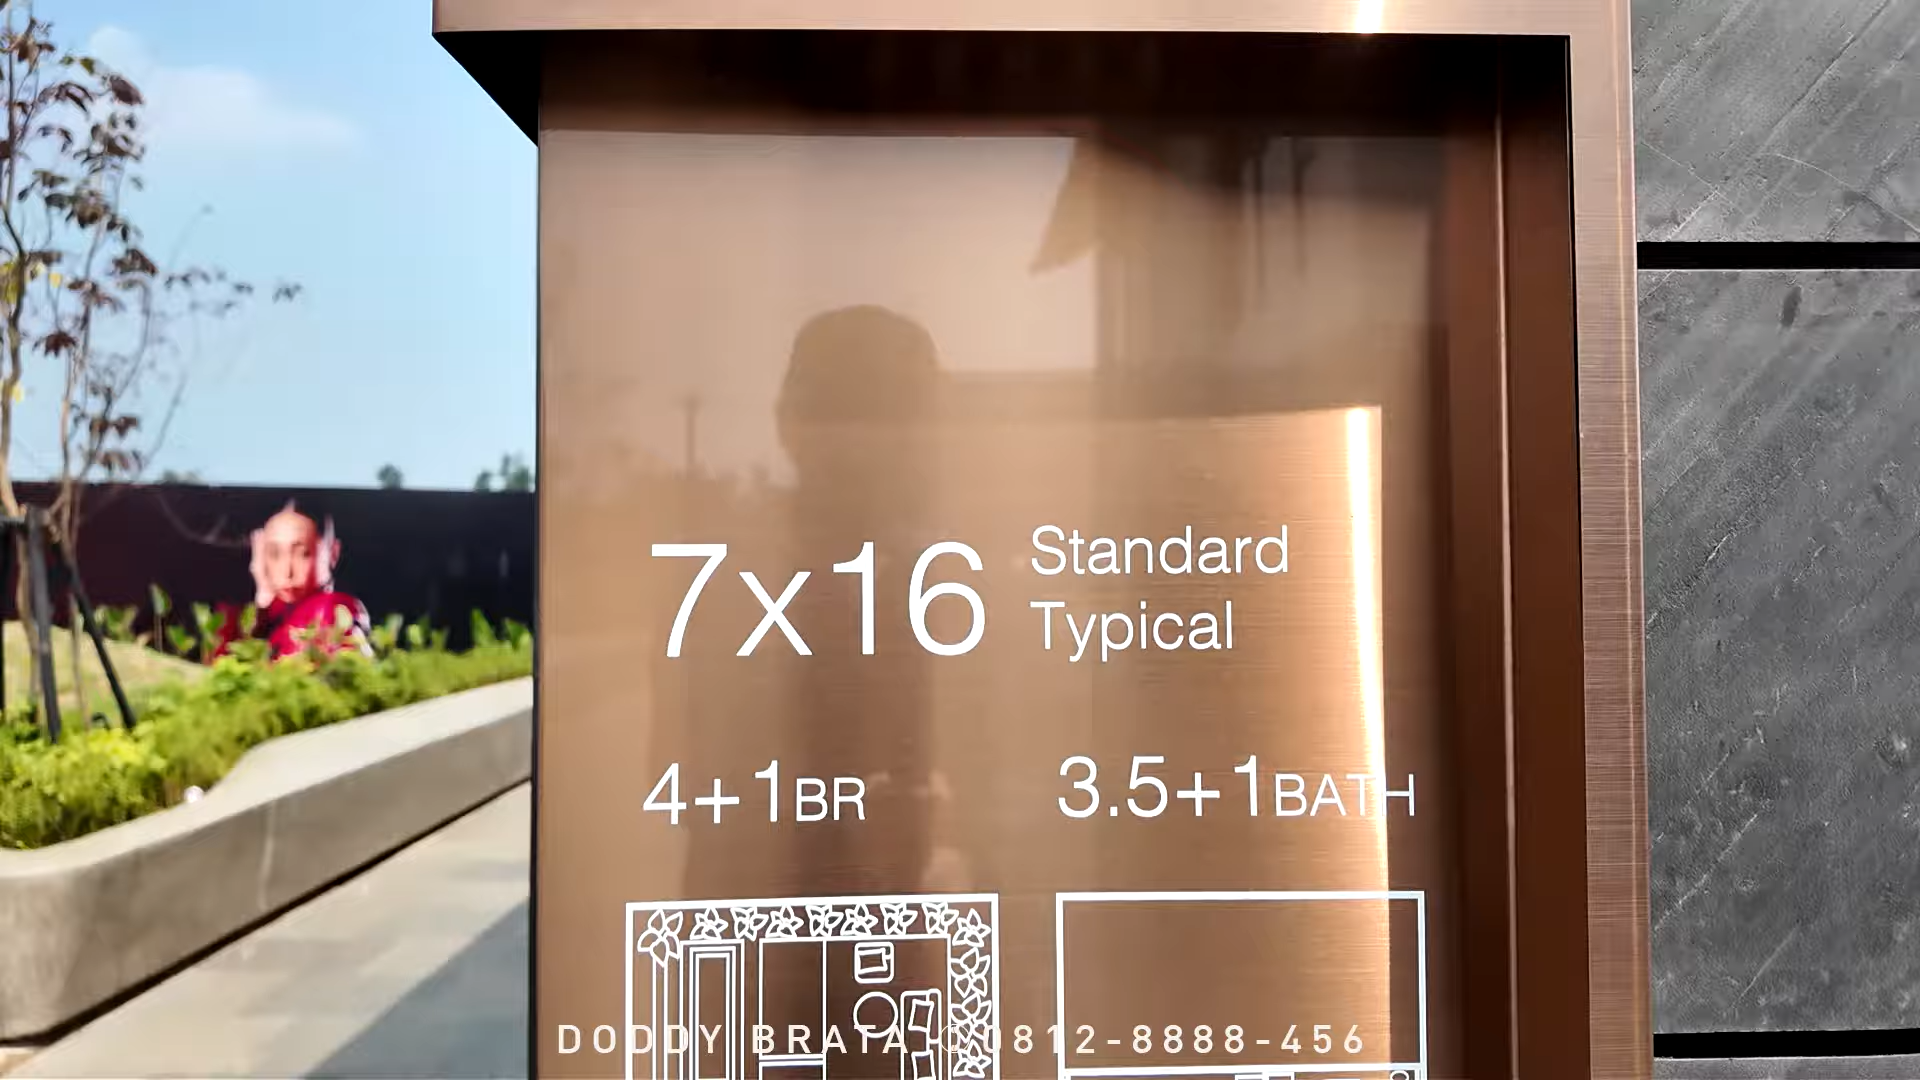 7x16 Standard
Typical
4+1BR 3.5+1BATH
DODDY BRATA 0812-8888-456